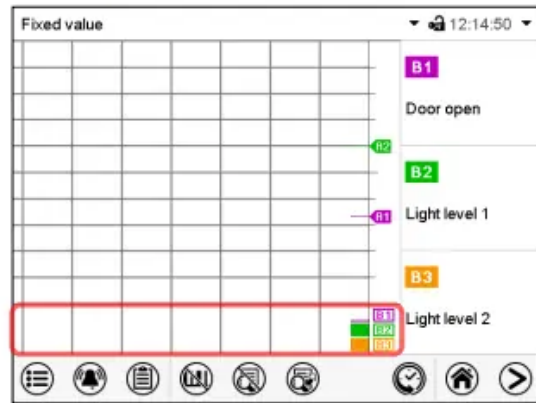 Fixed value 12:14:50
B1
Door open
B2
B2
Light level 1
B1
B3
Light level 2
B1
B2
B3